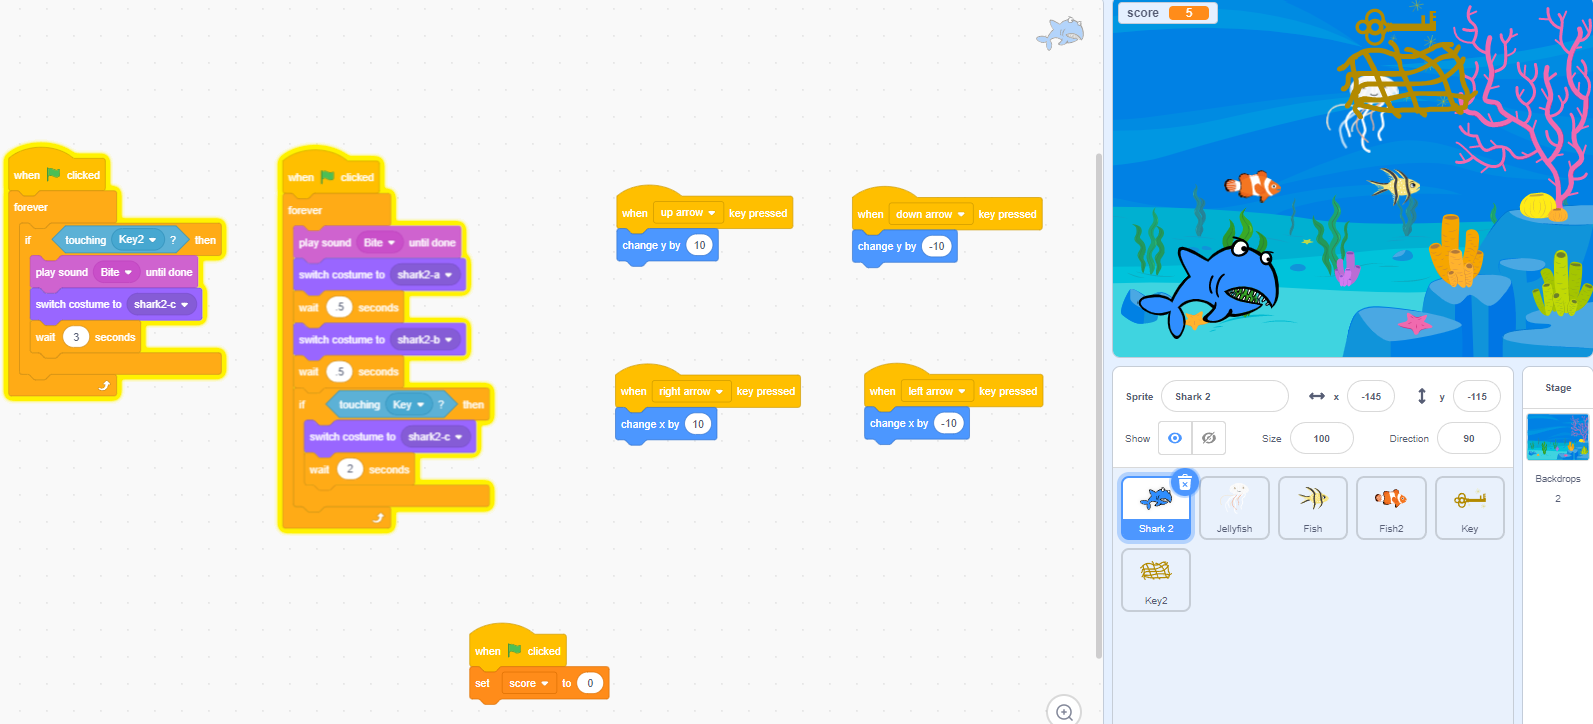 when clicked
forever
if touching Key2 ? then
play sound Bite until done
switch costume to shark2-c
wait 3 seconds
when clicked
forever
play sound Bite until done
switch costume to shark2-a
wait .5 seconds
switch costume to shark2-b
wait .5 seconds
if touching Key ? then
switch costume to shark2-c
wait 2 seconds
when up arrow key pressed
change y by 10
when down arrow key pressed
change y by -10
when right arrow key pressed
change x by 10
when left arrow key pressed
change x by -10
when clicked
set score to 0
score 5
Sprite Shark 2 x -145 y -115
Show Size 100 Direction 90
Shark 2 Jellyfish Fish Fish2 Key
Key2
Stage
Backdrops
2